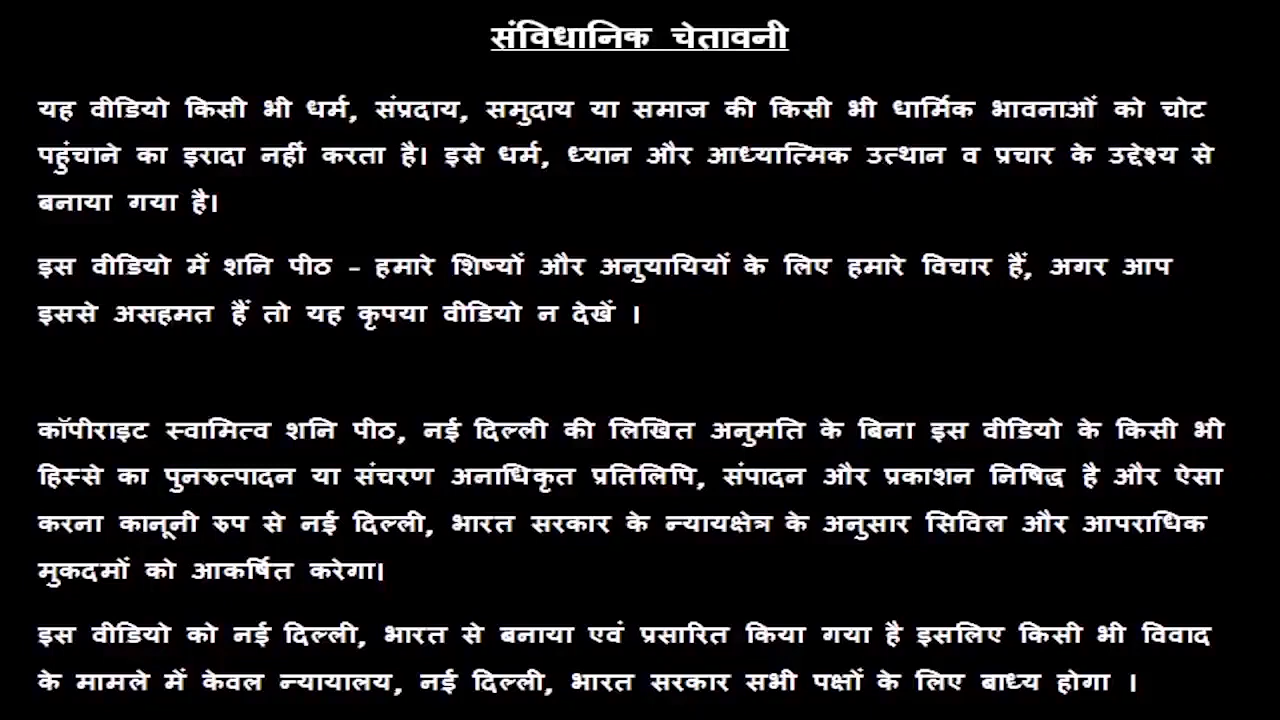 संविधानिक चेतावनी
यह वीडियो किसी भी धर्म, संप्रदाय, समुदाय या समाज की किसी भी धार्मिक भावनाओं को चोट
पहुंचाने का इरादा नहीं करता है। इसे धर्म, ध्यान और आध्यात्मिक उत्थान व प्रचार के उद्देश्य से
बनाया गया है।
इस वीडियो में शनि पीठ – हमारे शिष्यों और अनुयायियों के लिए हमारे विचार हैं, अगर आप
इससे असहमत हैं तो यह कृपया वीडियो न देखें ।
कॉपीराइट स्वामित्व शनि पीठ, नई दिल्ली की लिखित अनुमति के बिना इस वीडियो के किसी भी
हिस्से का पुनरुत्पादन या संचरण अनाधिकृत प्रतिलिपि, संपादन और प्रकाशन निषिद्ध है और ऐसा
करना कानूनी रुप से नई दिल्ली, भारत सरकार के न्यायक्षेत्र के अनुसार सिविल और आपराधिक
मुकदमों को आकर्षित करेगा।
इस वीडियो को नई दिल्ली, भारत से बनाया एवं प्रसारित किया गया है इसलिए किसी भी विवाद
के मामले में केवल न्यायालय, नई दिल्ली, भारत सरकार सभी पक्षों के लिए बाध्य होगा ।